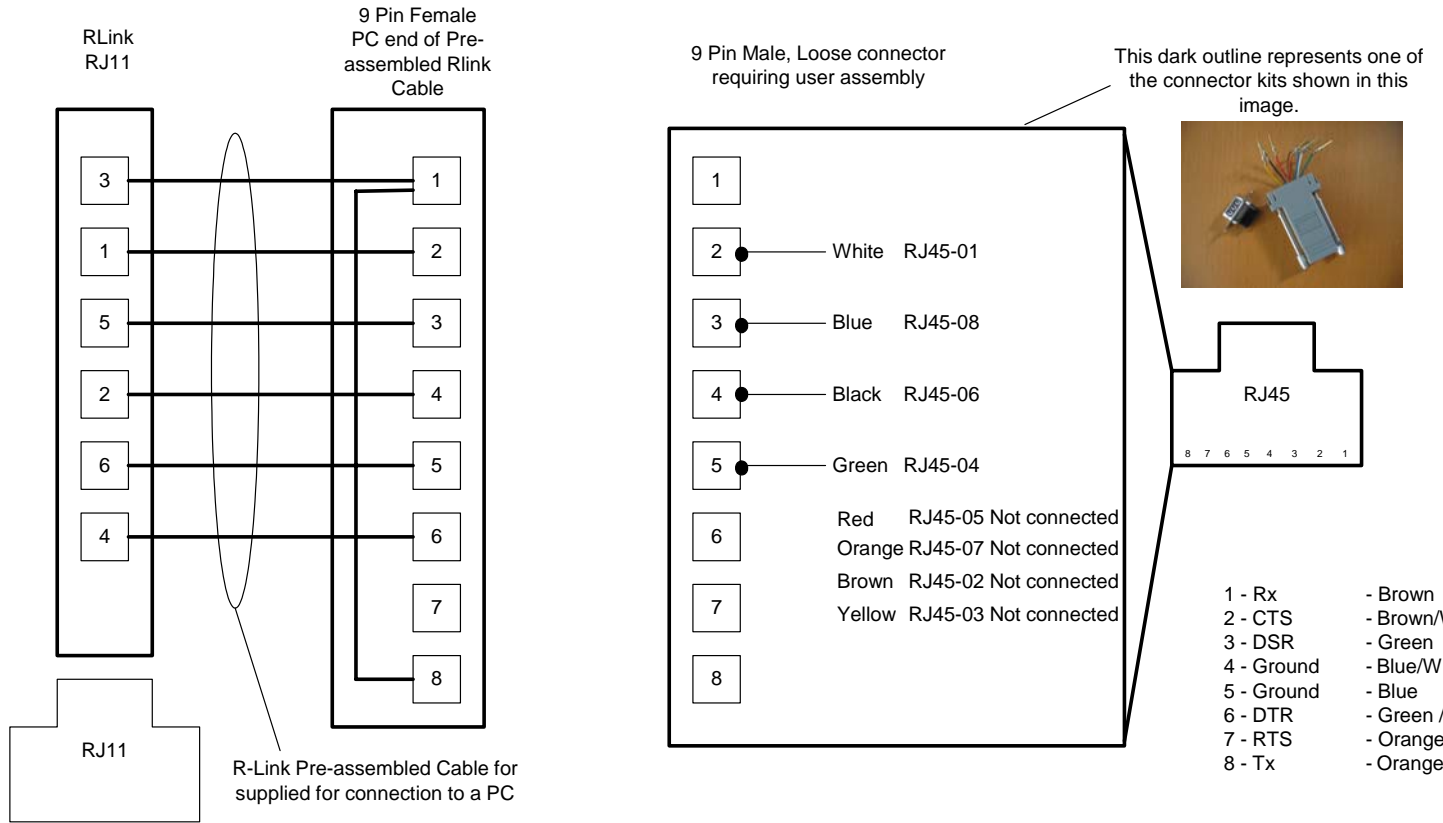 RLink
RJ11
9 Pin Female
PC end of Pre-
assembled Rlink
Cable
3
1
5
2
6
4
1
2
3
4
5
6
7
8
RJ11
R-Link Pre-assembled Cable for
supplied for connection to a PC
9 Pin Male, Loose connector
requiring user assembly
This dark outline represents one of
the connector kits shown in this
image.
1
2
3
4
5
6
7
8
White RJ45-01
Blue RJ45-08
Black RJ45-06
Green RJ45-04
Red RJ45-05 Not connected
Orange RJ45-07 Not connected
Brown RJ45-02 Not connected
Yellow RJ45-03 Not connected
RJ45
8 7 6 5 4 3 2 1
1 - Rx - Brown
2 - CTS - Brown/
3 - DSR - Green
4 - Ground - Blue/W
5 - Ground - Blue
6 - DTR - Green /
7 - RTS - Orange
8 - Tx - Orange